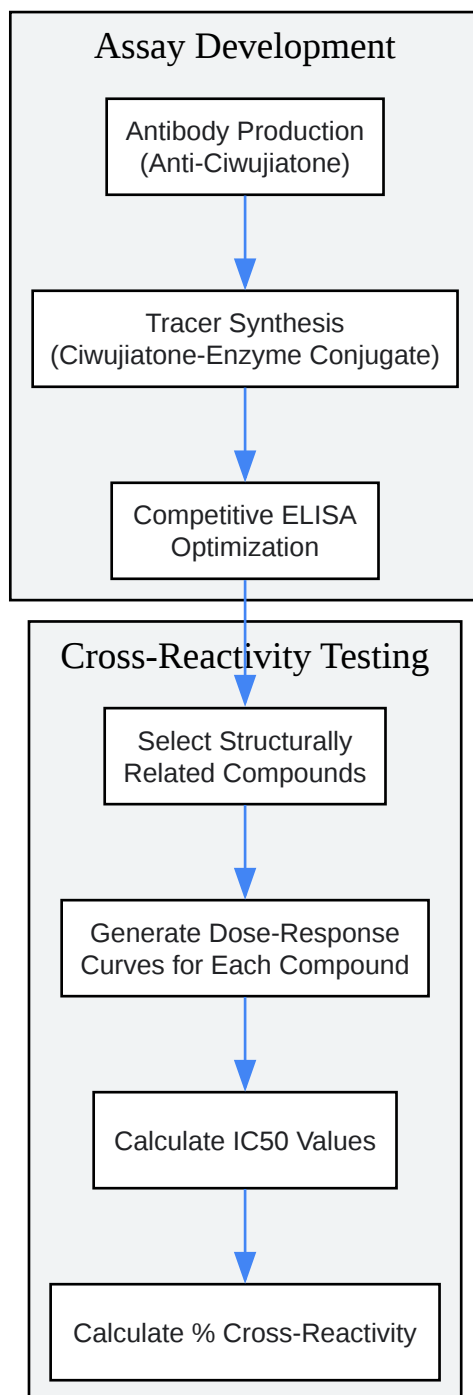 Assay Development
Antibody Production
(Anti-Ciwujiatone)
Tracer Synthesis
(Ciwujiatone-Enzyme Conjugate)
Competitive ELISA
Optimization
Cross-Reactivity Testing
Select Structurally
Related Compounds
Generate Dose-Response
Curves for Each Compound
Calculate IC50 Values
Calculate % Cross-Reactivity